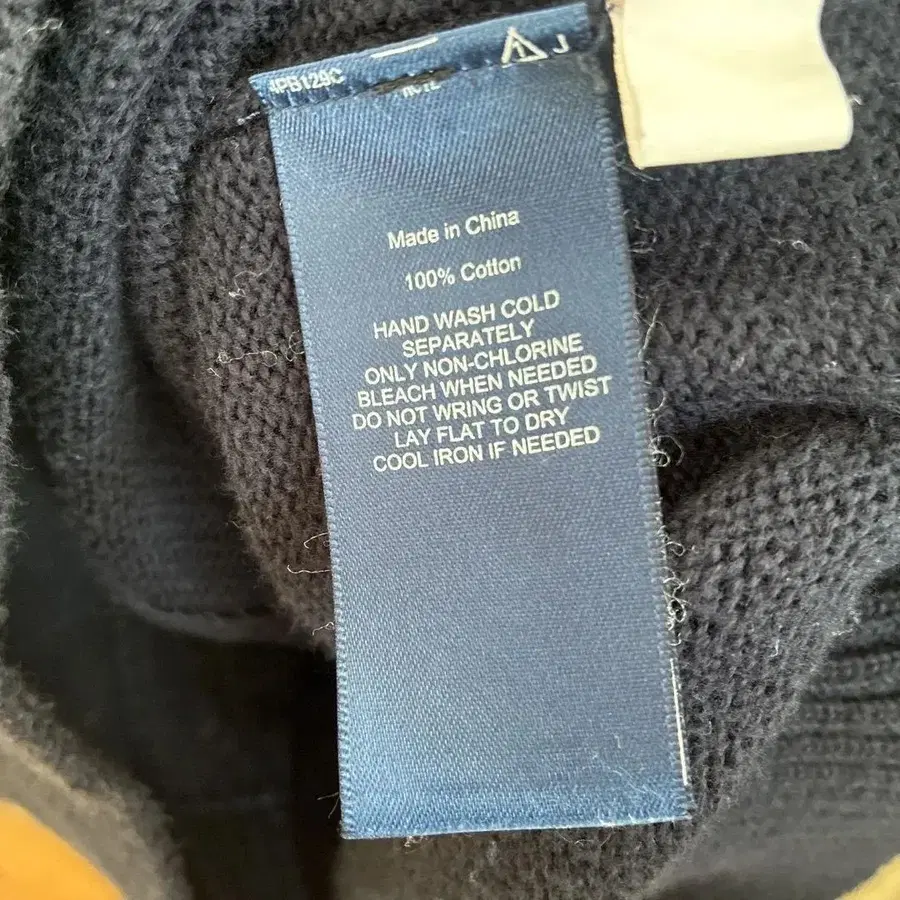 4PB129C
J
Made in China
100% Cotton
HAND WASH COLD
SEPARATELY
ONLY NON-CHLORINE
BLEACH WHEN NEEDED
DO NOT WRING OR TWIST
LAY FLAT TO DRY
COOL IRON IF NEEDED